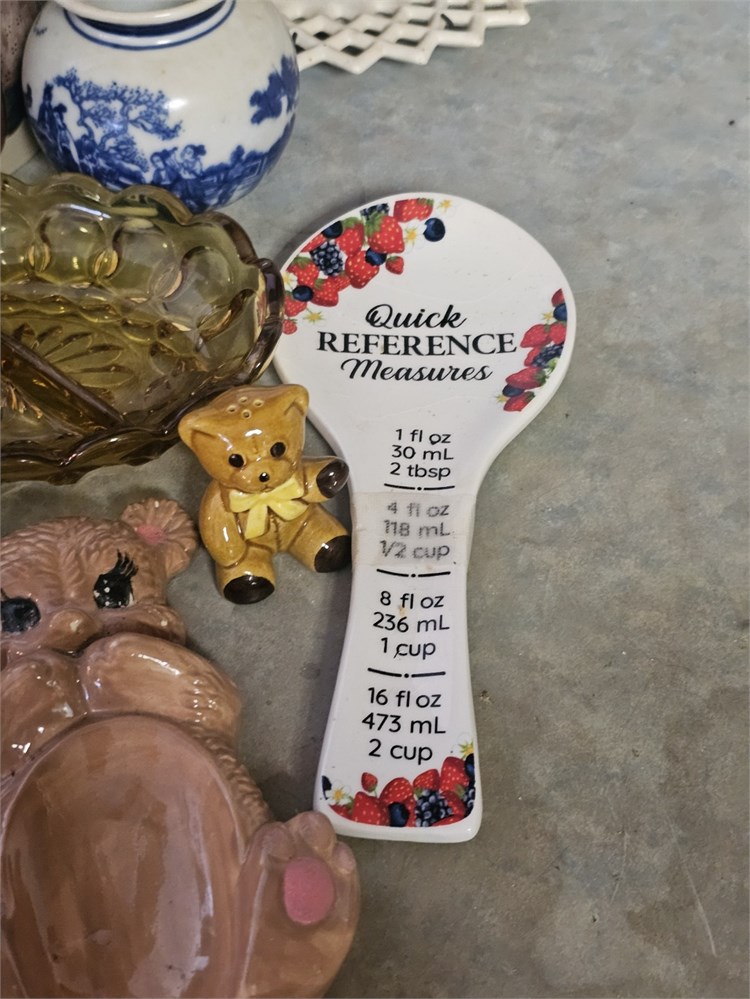 Quick
REFERENCE
Measures
1 fl oz
30 mL
2 tbsp
4 fl oz
118 mL
1/2 cup
8 fl oz
236 mL
1 cup
16 fl oz
473 mL
2 cup